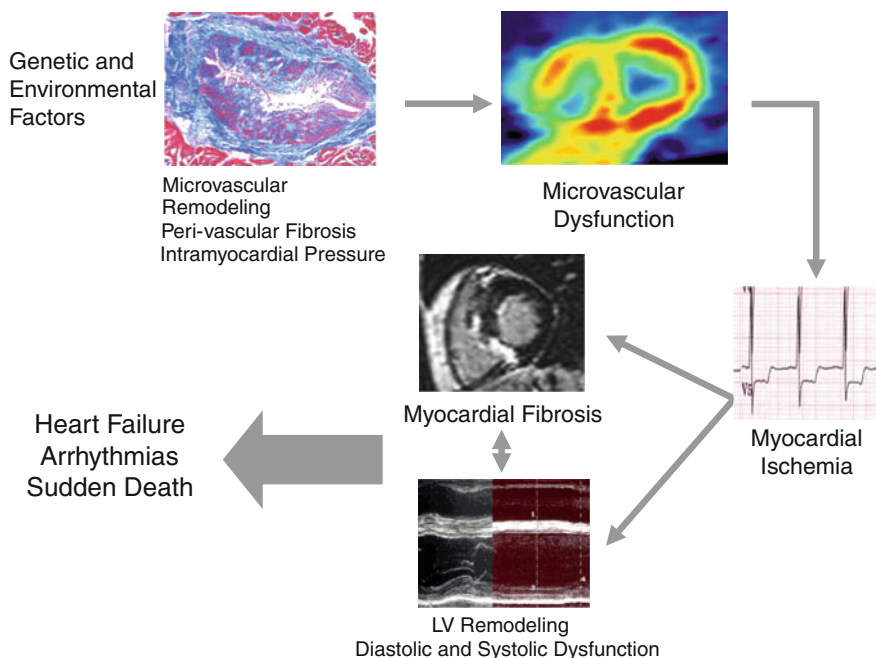 Genetic and
Environmental
Factors
Microvascular
Remodeling
Peri-vascular Fibrosis
Intramyocardial Pressure
Microvascular
Dysfunction
V5
Myocardial
Ischemia
Myocardial Fibrosis
Heart Failure
Arrhythmias
Sudden Death
LV Remodeling
Diastolic and Systolic Dysfunction